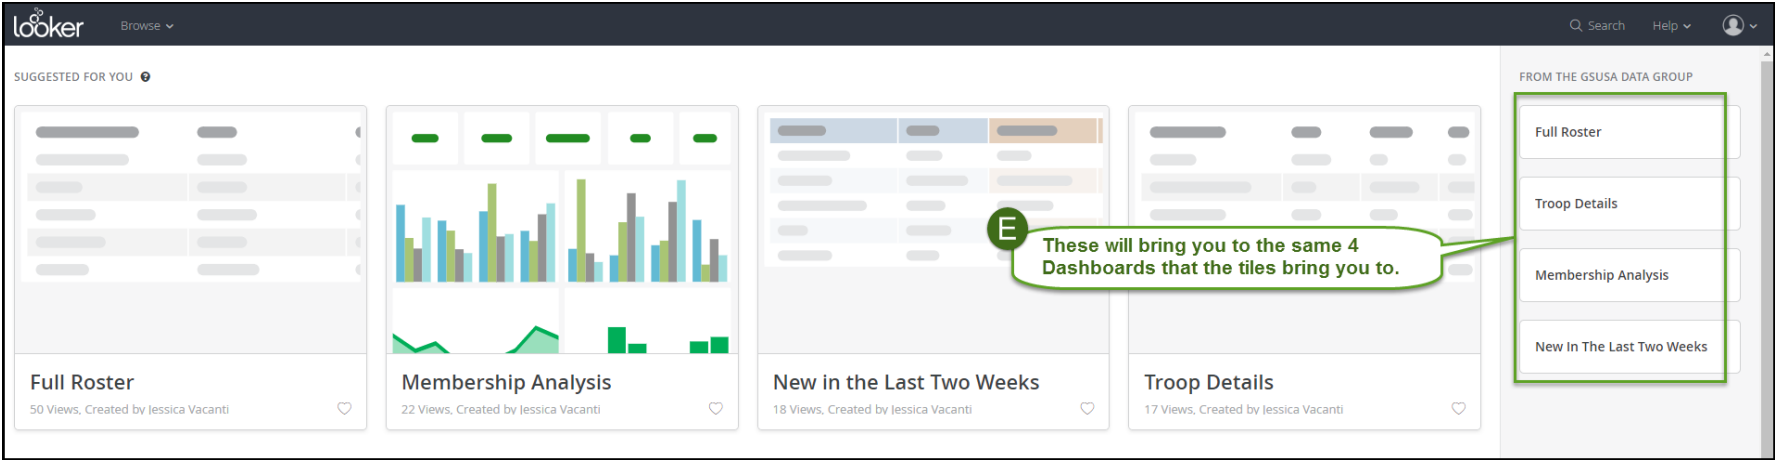 looker
Browse
Search
Help
SUGGESTED FOR YOU ?
FROM THE GSUSA DATA GROUP
Full Roster
Troop Details
Membership Analysis
New In The Last Two Weeks
E
These will bring you to the same 4
Dashboards that the tiles bring you to.
Full Roster
50 Views, Created by Jessica Vacanti
Membership Analysis
22 Views, Created by Jessica Vacanti
New in the Last Two Weeks
18 Views, Created by Jessica Vacanti
Troop Details
17 Views, Created by Jessica Vacanti